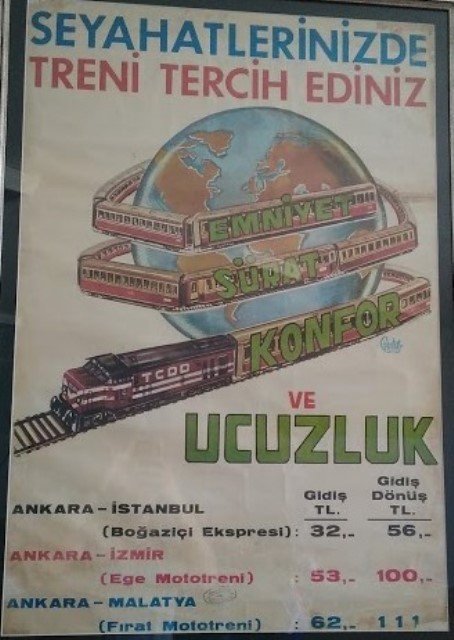 SEYAHATLERİNİZDE
TRENİ TERCİH EDİNİZ
EMNİYET
SÜRAT
KONFOR
TCDD
VE
UCUZLUK
Gidiş TL. Gidiş Dönüş TL.
ANKARA – İSTANBUL
(Boğaziçi Ekspresi) : 32,- 56,-
ANKARA – İZMİR
(Ege Mototreni) : 53,- 100,-
ANKARA – MALATYA
(Fırat Mototreni) : 62,- 111